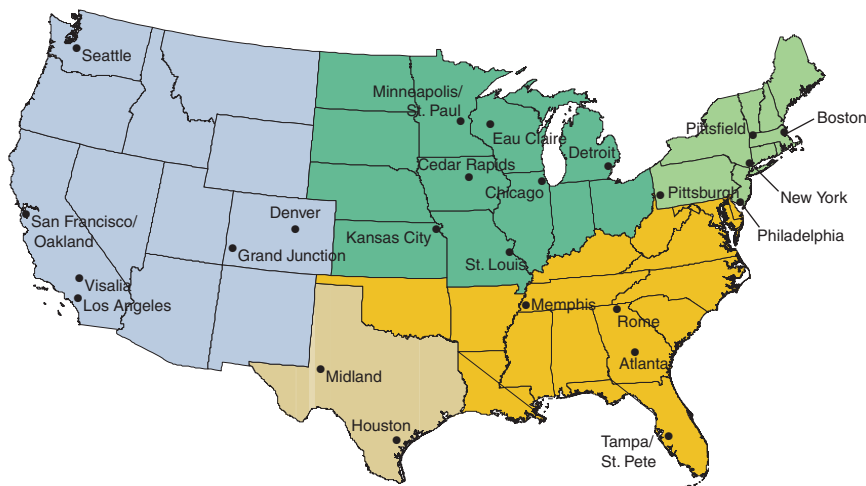 Seattle
Minneapolis/
St. Paul
Eau Claire
Pittsfield
Boston
Detroit
Cedar Rapids
Chicago
Pittsburgh
New York
Denver
San Francisco/
Oakland
Kansas City
Philadelphia
Grand Junction
St. Louis
Visalia
Los Angeles
Memphis
Rome
Atlanta
Midland
Houston
Tampa/
St. Pete